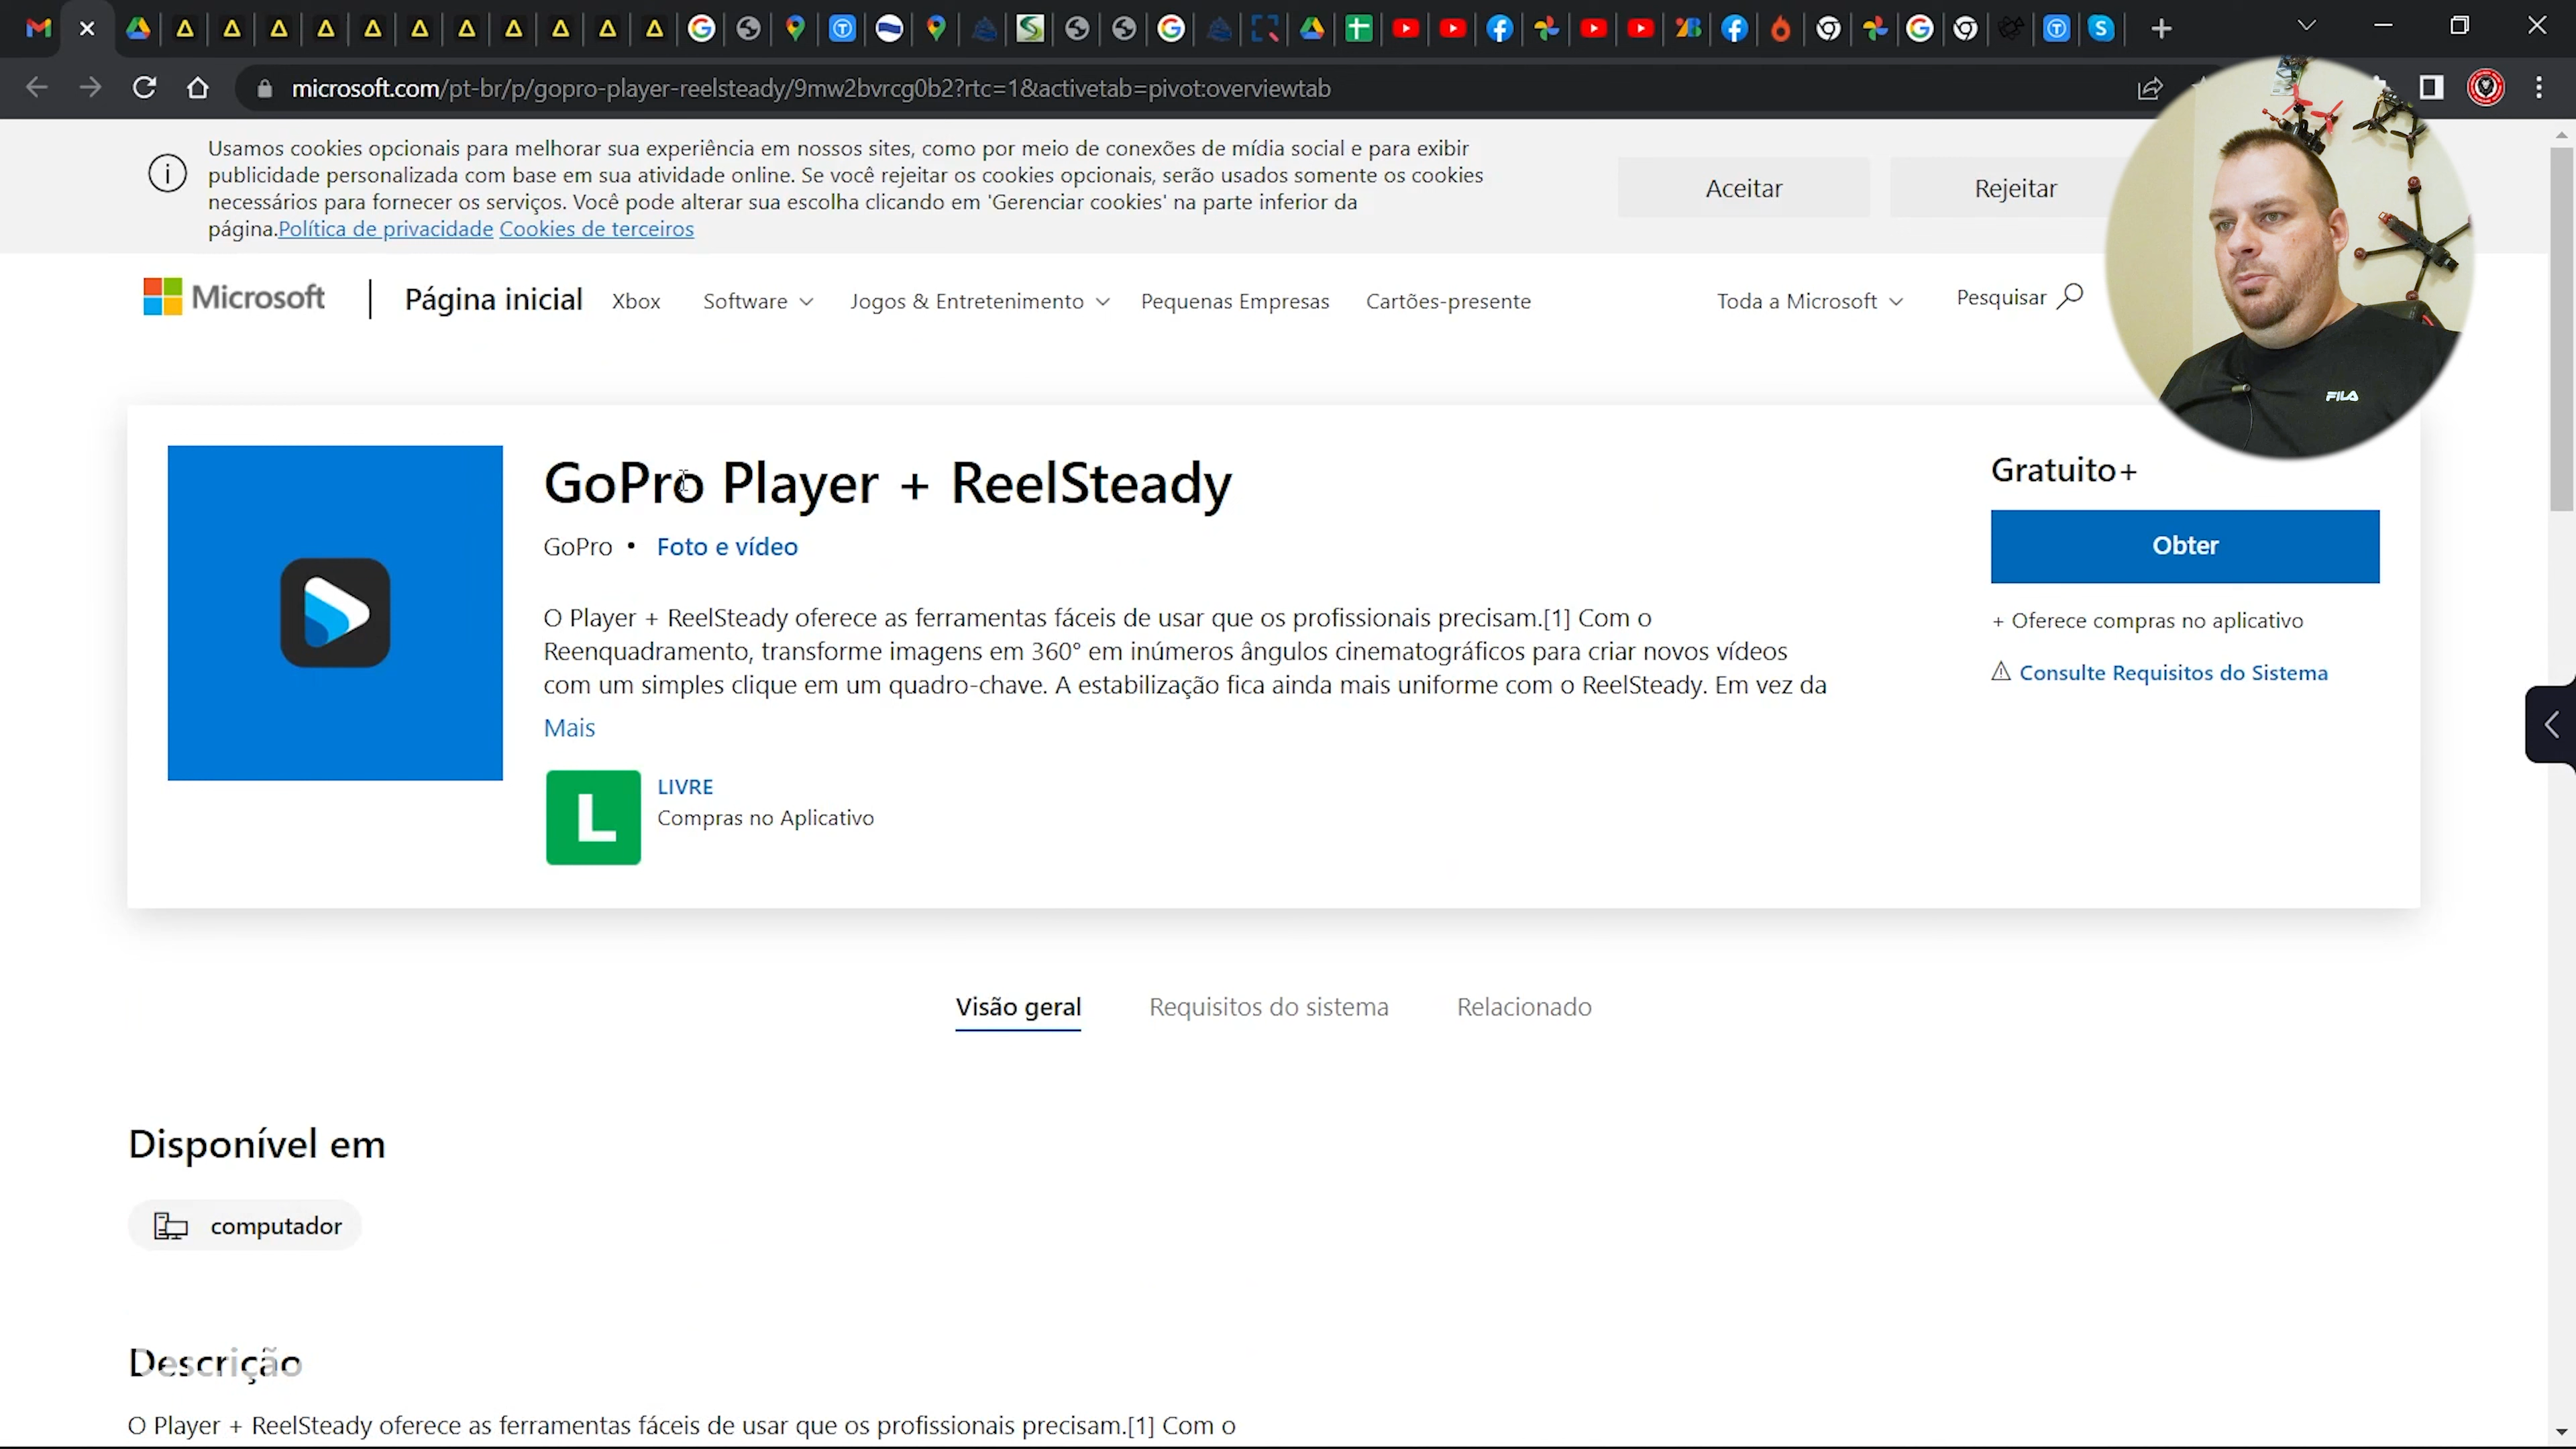 microsoft.com/pt-br/p/gopro-player-reelsteady/9mw2bvrcg0b2?rtc=1&activetab=pivot:overviewtab
Usamos cookies opcionais para melhorar sua experiência em nossos sites, como por meio de conexões de mídia social e para exibir
publicidade personalizada com base em sua atividade online. Se você rejeitar os cookies opcionais, serão usados somente os cookies
necessários para fornecer os serviços. Você pode alterar sua escolha clicando em 'Gerenciar cookies' na parte inferior da
página.Política de privacidade Cookies de terceiros
Aceitar
Rejeitar
Microsoft
Página inicial
Xbox
Software
Jogos & Entretenimento
Pequenas Empresas
Cartões-presente
Toda a Microsoft
Pesquisar
FILA
GoPro Player + ReelSteady
GoPro • Foto e vídeo
O Player + ReelSteady oferece as ferramentas fáceis de usar que os profissionais precisam.[1] Com o
Reenquadramento, transforme imagens em 360° em inúmeros ângulos cinematográficos para criar novos vídeos
com um simples clique em um quadro-chave. A estabilização fica ainda mais uniforme com o ReelSteady. Em vez da
Mais
L
LIVRE
Compras no Aplicativo
Gratuito+
Obter
+ Oferece compras no aplicativo
Consulte Requisitos do Sistema
Visão geral
Requisitos do sistema
Relacionado
Disponível em
computador
Descrição
O Player + ReelSteady oferece as ferramentas fáceis de usar que os profissionais precisam.[1] Com o